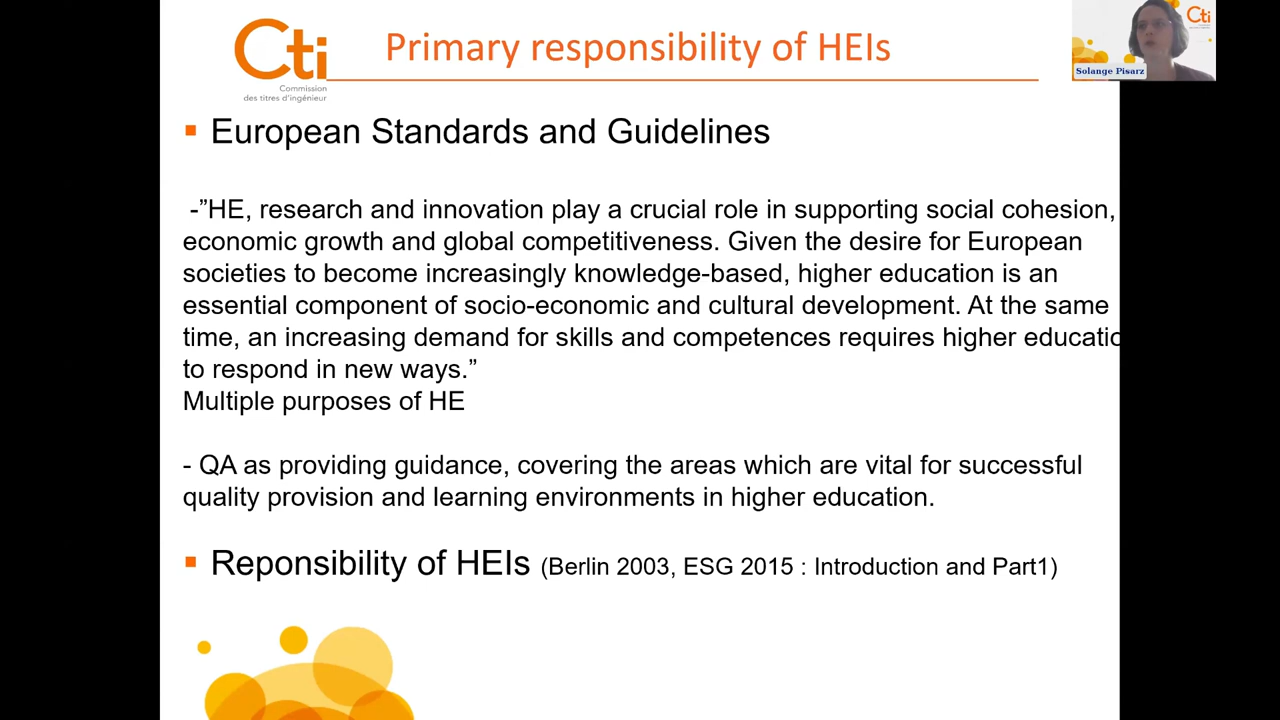 Cti
Commission
des titres d'ingénieur
Primary responsibility of HEIs
Cti
Solange Pisarz
▪ European Standards and Guidelines
-”HE, research and innovation play a crucial role in supporting social cohesion,
economic growth and global competitiveness. Given the desire for European
societies to become increasingly knowledge-based, higher education is an
essential component of socio-economic and cultural development. At the same
time, an increasing demand for skills and competences requires higher educatio
to respond in new ways.”
Multiple purposes of HE
- QA as providing guidance, covering the areas which are vital for successful
quality provision and learning environments in higher education.
▪ Reponsibility of HEIs (Berlin 2003, ESG 2015 : Introduction and Part1)